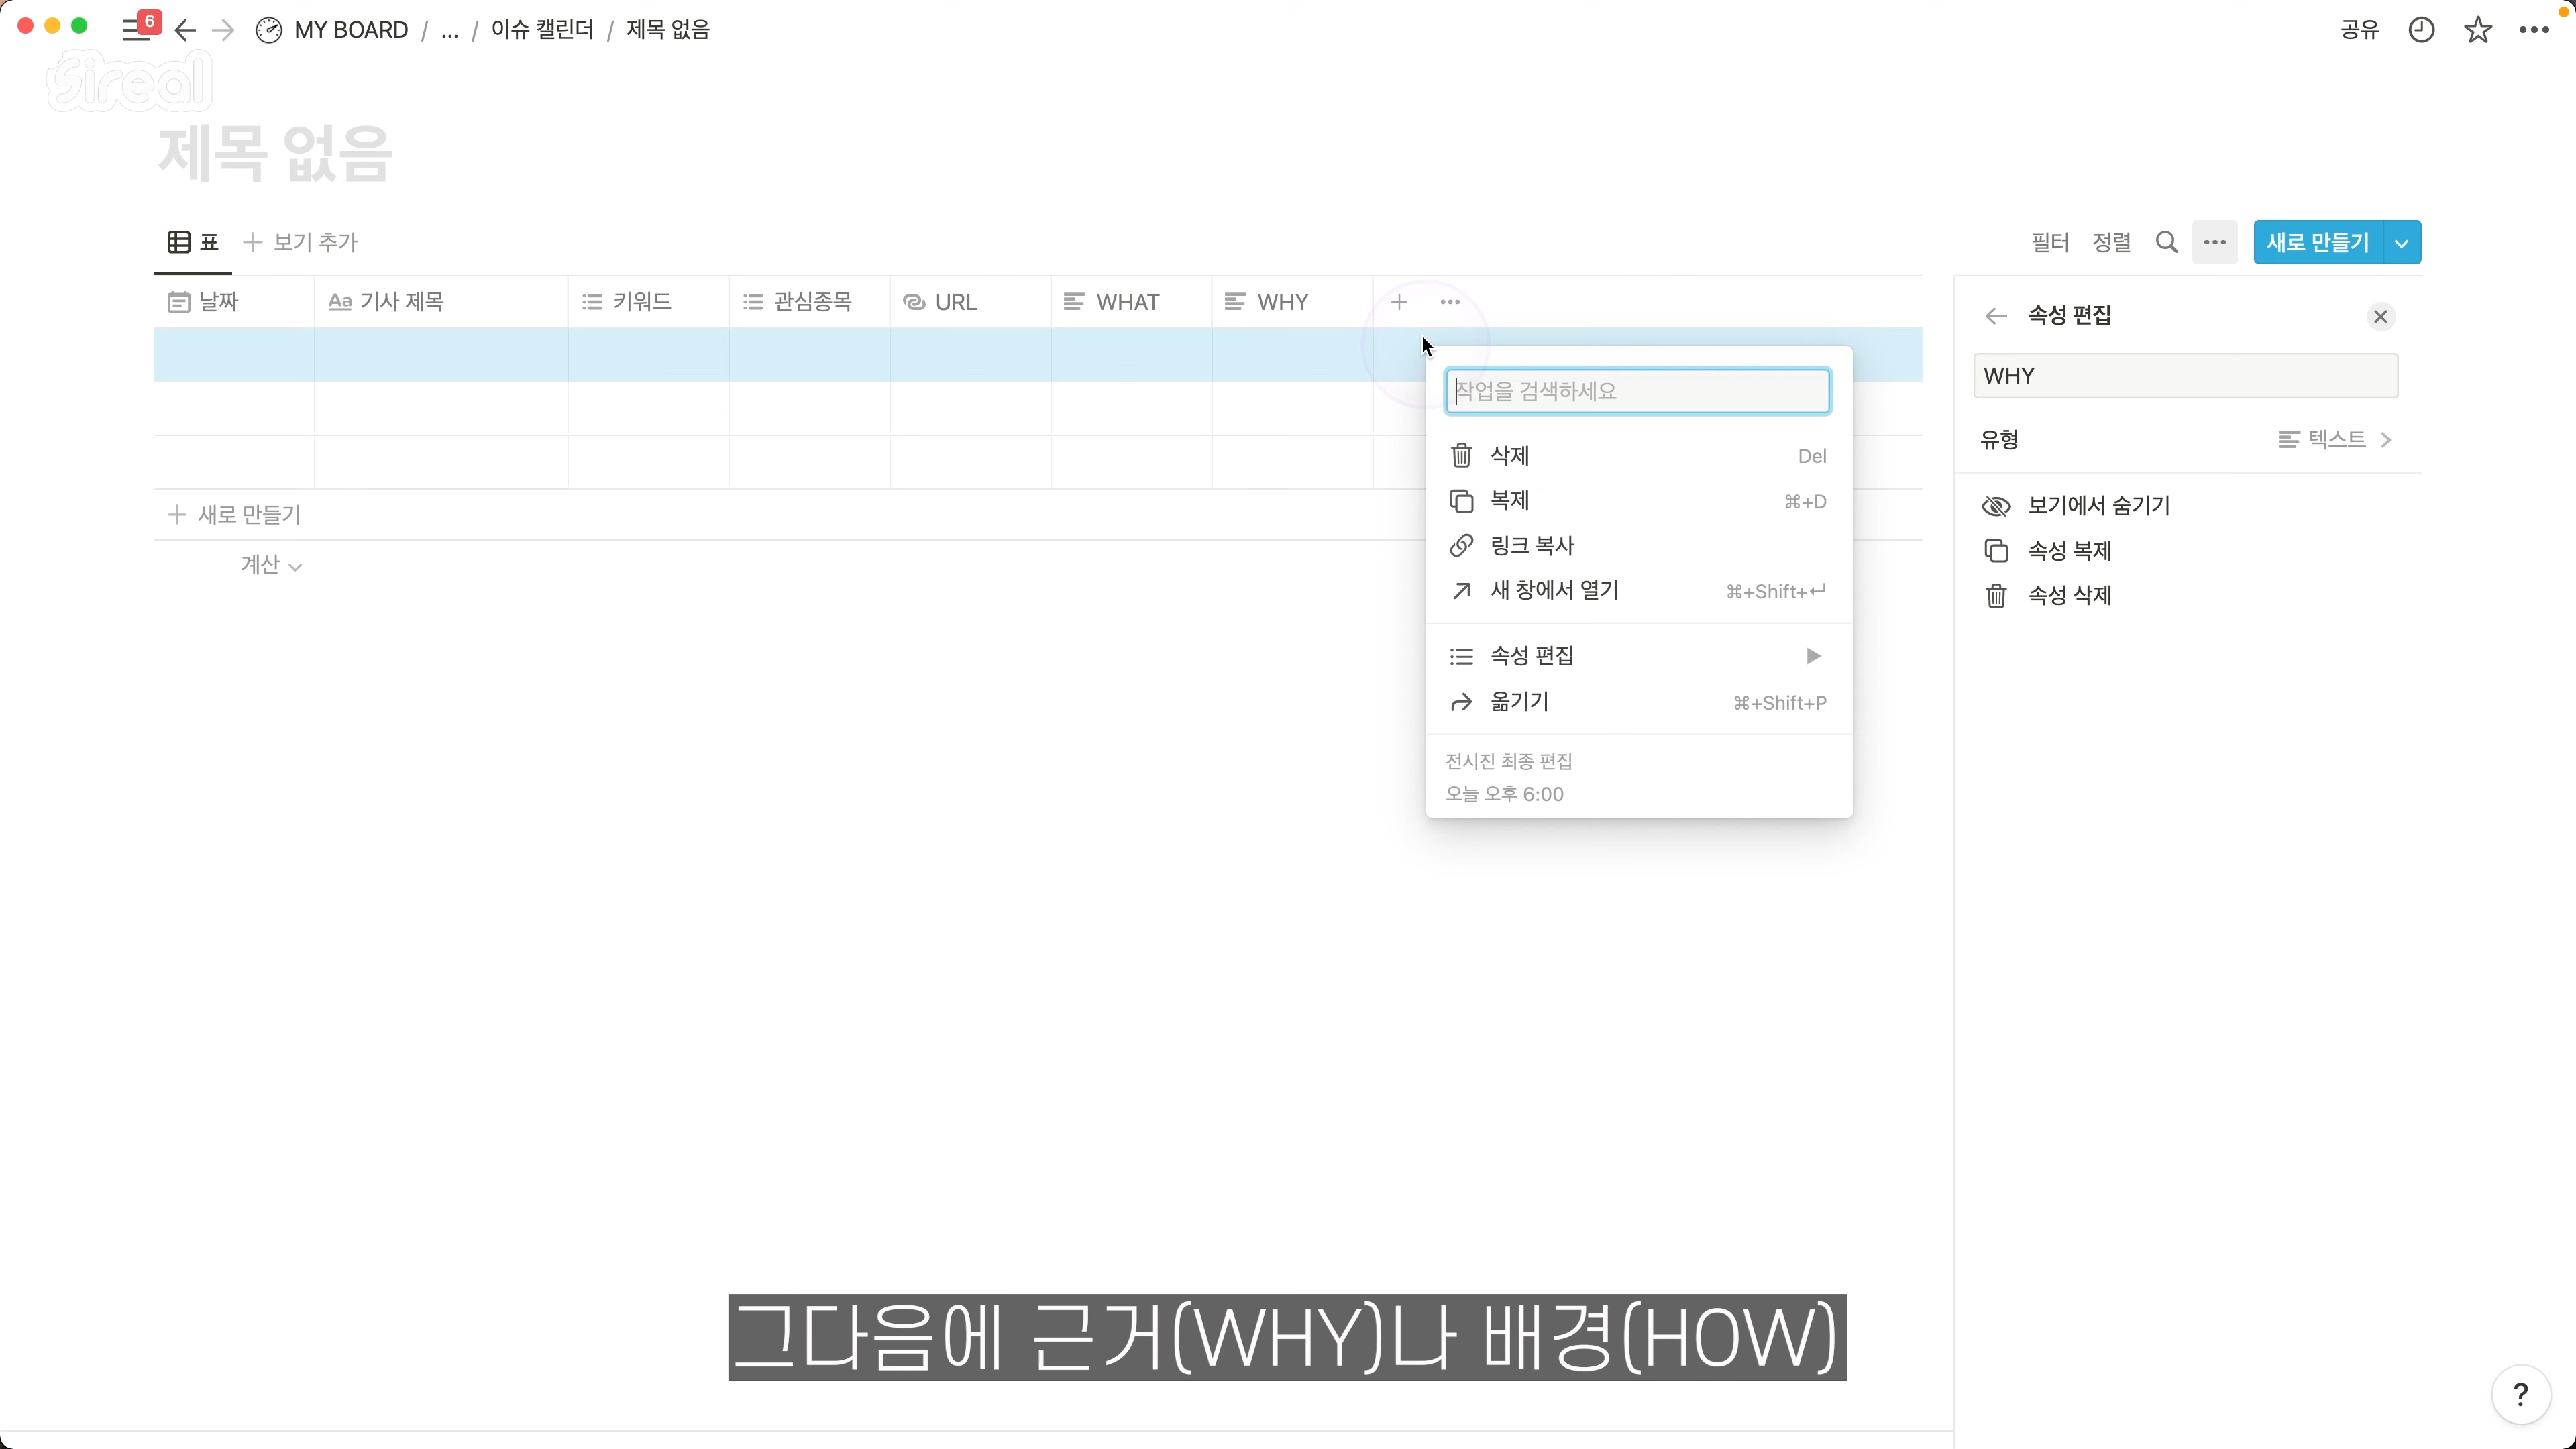 6
MY BOARD / ... / 이슈 캘린더 / 제목 없음
공유
Sireal
제목 없음
표
보기 추가
필터 정렬
새로 만들기
날짜 Aa 기사 제목 키워드 관심종목 URL WHAT WHY
작업을 검색하세요
삭제 Del
복제 ⌘+D
링크 복사
새 창에서 열기 ⌘+Shift+↵
속성 편집
옮기기 ⌘+Shift+P
전시진 최종 편집
오늘 오후 6:00
+ 새로 만들기
계산
속성 편집
WHY
유형 텍스트
보기에서 숨기기
속성 복제
속성 삭제
그다음에 근거(WHY)나 배경(HOW)
?